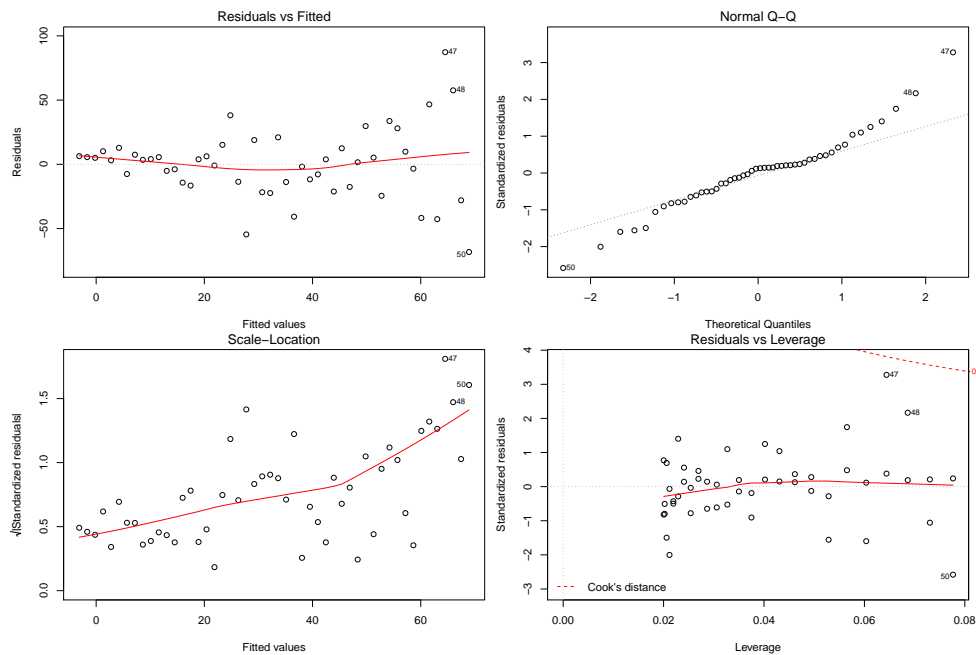 Residuals vs Fitted
Residuals
100
50
0
−50
47
48
50
0 20 40 60
Fitted values
Normal Q−Q
Standardized residuals
3
2
1
0
−1
−2
47
48
50
−2 −1 0 1 2
Theoretical Quantiles
Scale−Location
√|Standardized residuals|
1.5
1.0
0.5
0.0
47
50
48
0 20 40 60
Fitted values
Residuals vs Leverage
Standardized residuals
4
3
2
1
0
−1
−2
−3
47
48
50
Cook's distance
0.00 0.02 0.04 0.06 0.08
Leverage